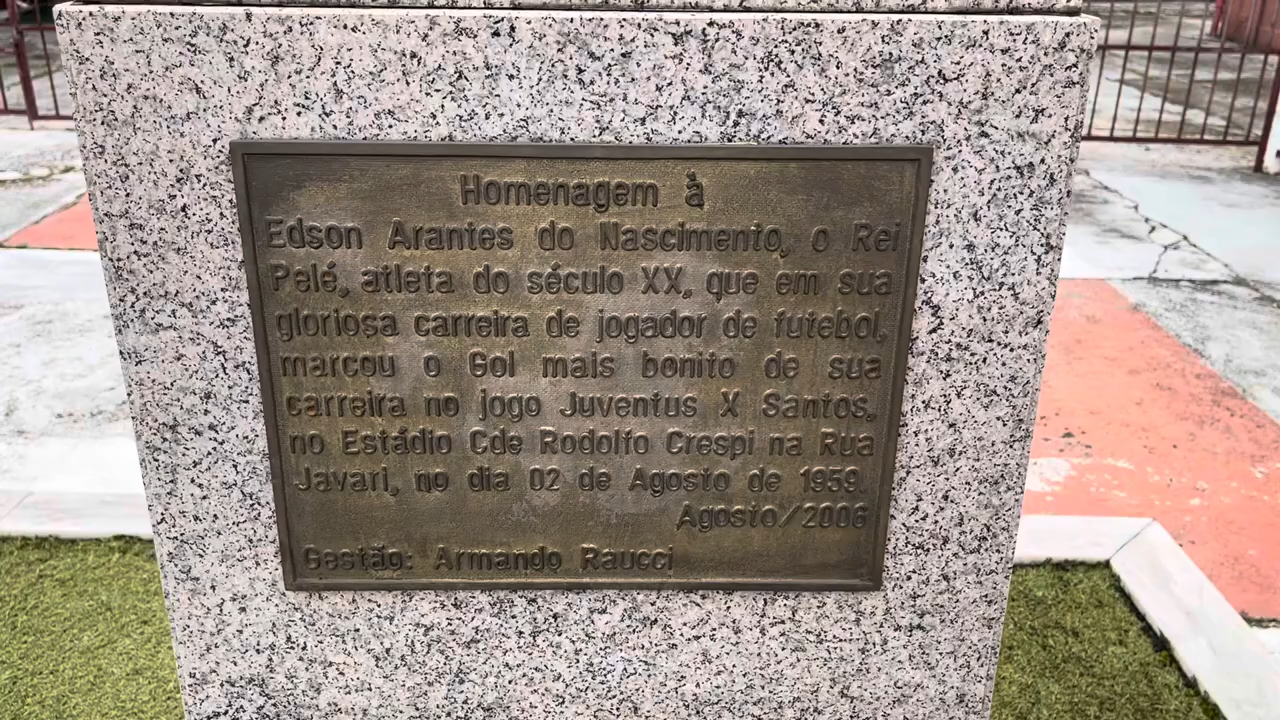 Homenagem à
Edson Arantes do Nascimento, o Rei
Pelé, atleta do século XX, que em sua
gloriosa carreira de jogador de futebol,
marcou o Gol mais bonito de sua
carreira no jogo Juventus X Santos,
no Estádio Cde Rodolfo Crespi na Rua
Javari, no dia 02 de Agosto de 1959.
Agosto/2006
Gestão: Armando Raucci